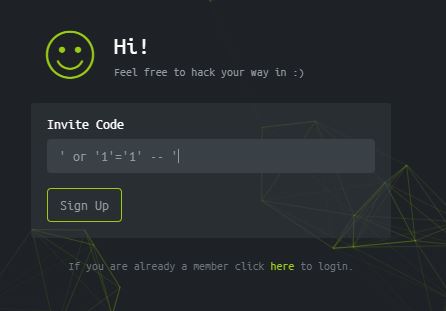 Hi!
Feel free to hack your way in :)
Invite Code
' or '1'='1' -- '
Sign Up
If you are already a member click here to login.